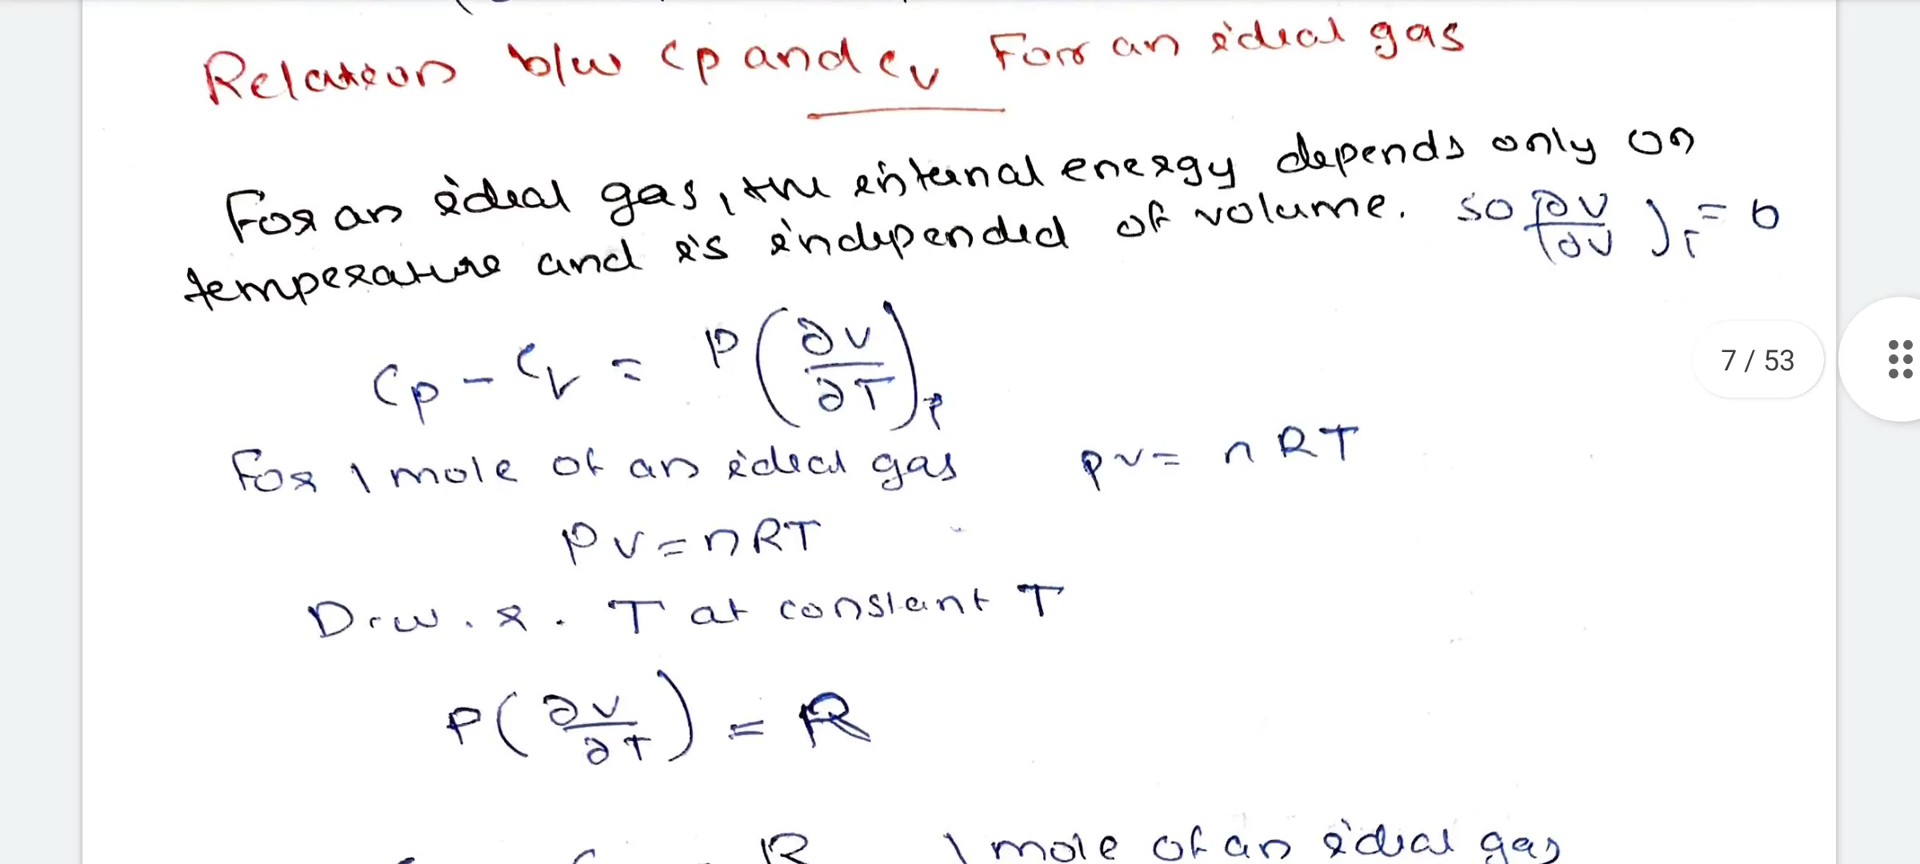 Relation b/w Cp and Cv For an ideal gas
For an ideal gas, the internal energy depends only on
temperature and is independed of volume. so (∂U/∂V)T = 0
Cp - Cv = P(∂V/∂T)P
For 1 mole of an ideal gas PV = nRT
PV = nRT
D.w.r. T at constant T
P(∂V/∂T) = R
7 / 53
R 1 mole of an ideal gas